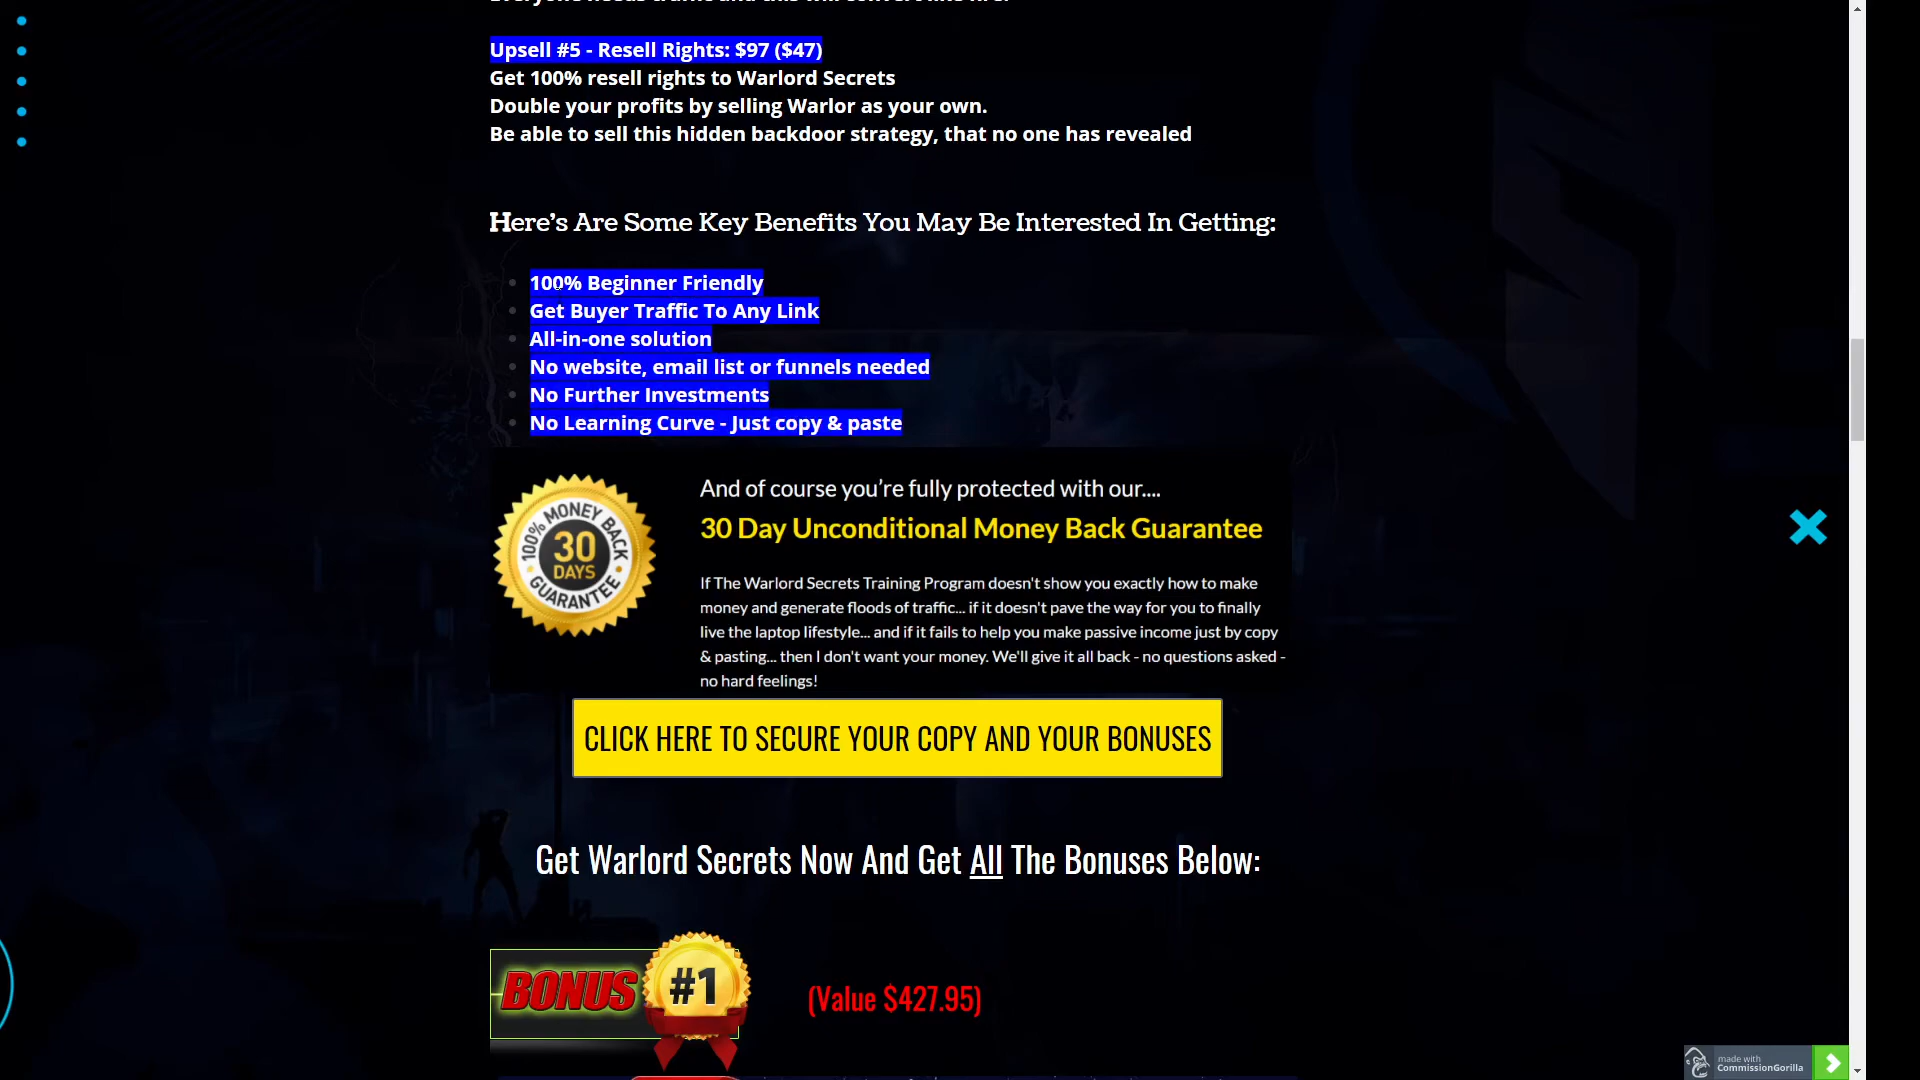 Upsell #5 - Resell Rights: $97 ($47)
Get 100% resell rights to Warlord Secrets
Double your profits by selling Warlor as your own.
Be able to sell this hidden backdoor strategy, that no one has revealed
Here's Are Some Key Benefits You May Be Interested In Getting:
100% Beginner Friendly
Get Buyer Traffic To Any Link
All-in-one solution
No website, email list or funnels needed
No Further Investments
No Learning Curve - Just copy & paste
100% MONEY BACK
30
DAYS
GUARANTEE
And of course you're fully protected with our....
30 Day Unconditional Money Back Guarantee
If The Warlord Secrets Training Program doesn't show you exactly how to make
money and generate floods of traffic... if it doesn't pave the way for you to finally
live the laptop lifestyle... and if it fails to help you make passive income just by copy
& pasting... then I don't want your money. We'll give it all back - no questions asked -
no hard feelings!
CLICK HERE TO SECURE YOUR COPY AND YOUR BONUSES
Get Warlord Secrets Now And Get All The Bonuses Below:
BONUS #1
(Value $427.95)
made with
CommissionGorilla